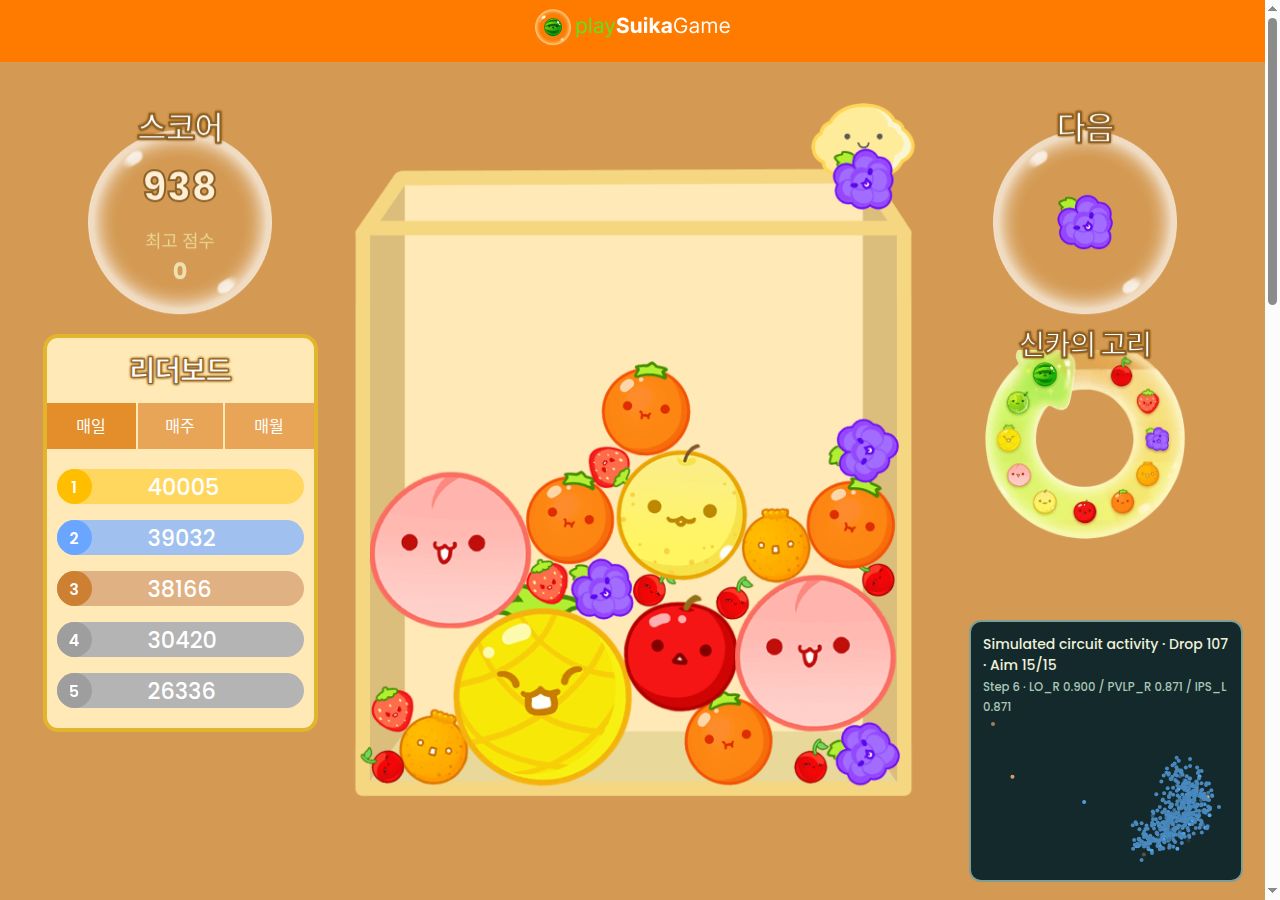 playSuikaGame
스코어
938
최고 점수
0
리더보드
매일
매주
매월
1 40005
2 39032
3 38166
4 30420
5 26336
다음
신카의 고리
Simulated circuit activity · Drop 107
· Aim 15/15
Step 6 · LO_R 0.900 / PVLP_R 0.871 / IPS_L
0.871